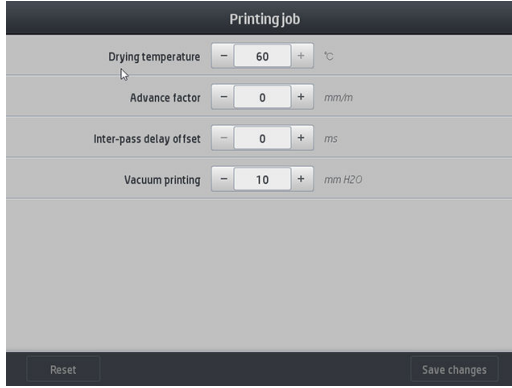 Printing job
Drying temperature − 60 + °C
Advance factor − 0 + mm/m
Inter-pass delay offset − 0 + ms
Vacuum printing − 10 + mm H2O
Reset Save changes